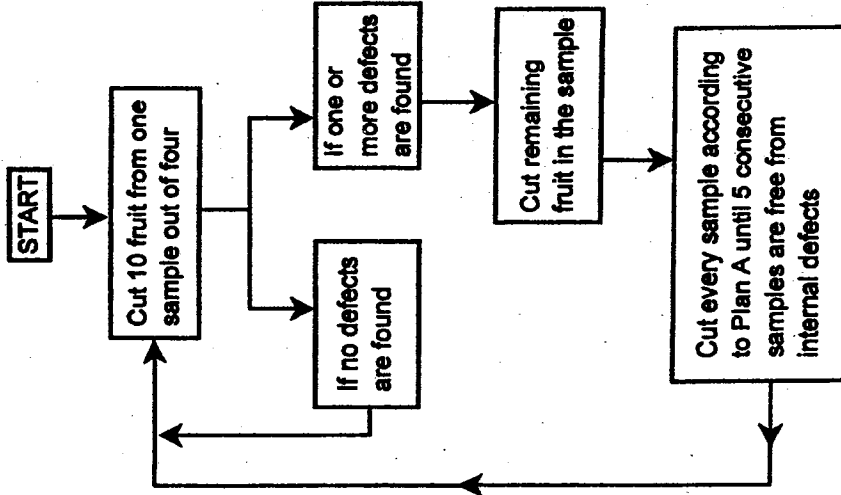 START
Cut 10 fruit from one
sample out of four
If no defects
are found
If one or
more defects
are found
Cut remaining
fruit in the sample
Cut every sample according
to Plan A until 5 consecutive
samples are free from
internal defects